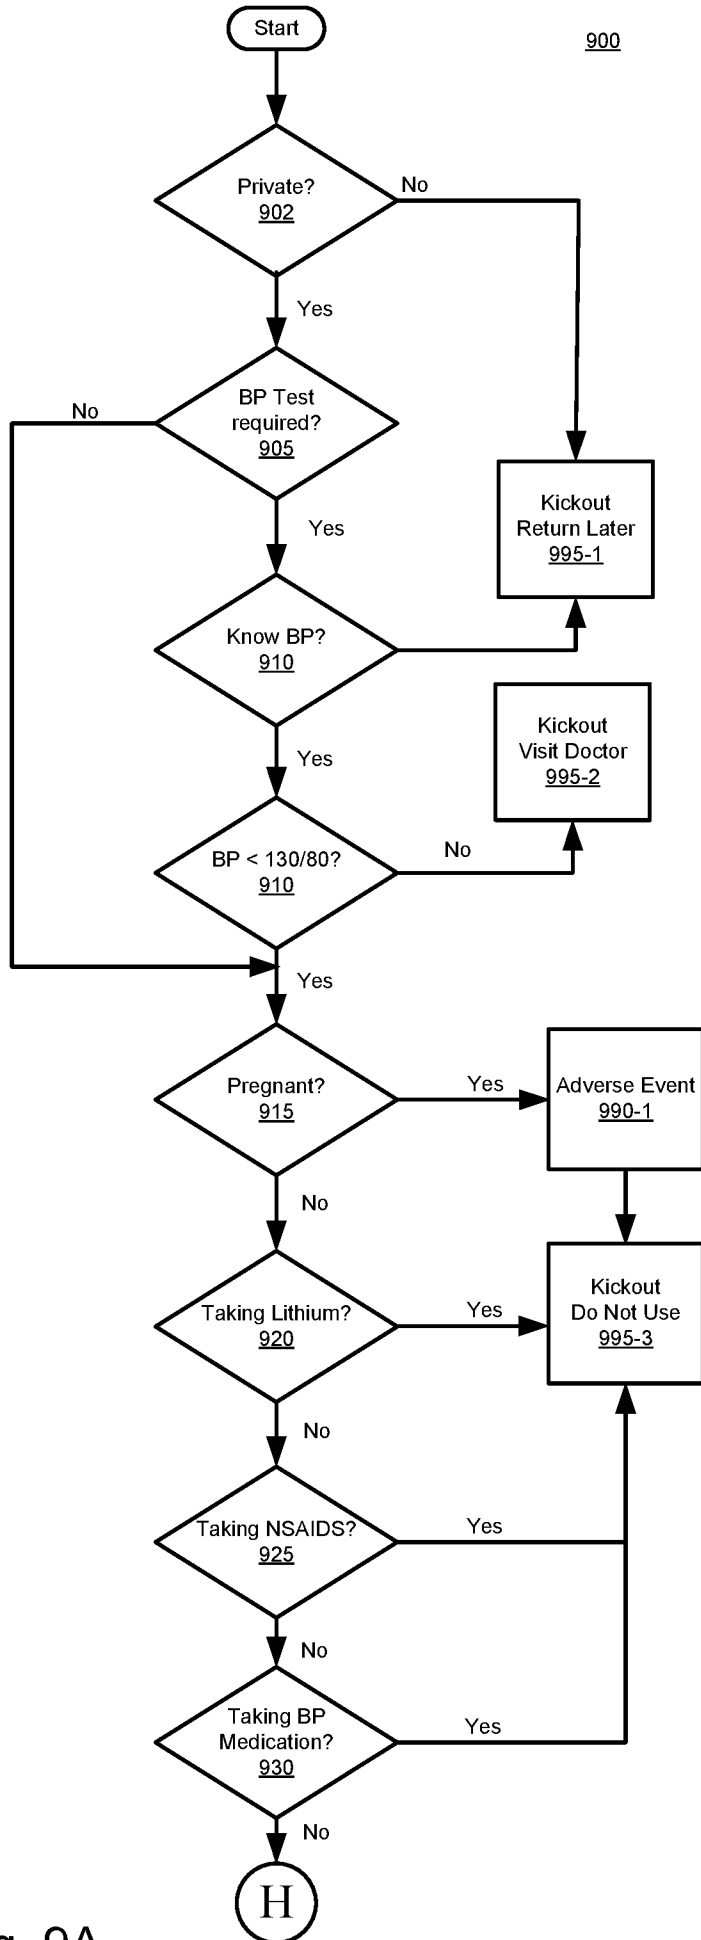 Start
900
Private?
902
No
Yes
BP Test
required?
905
No
Yes
Kickout
Return Later
995-1
Know BP?
910
Yes
Kickout
Visit Doctor
995-2
BP < 130/80?
910
No
Yes
Pregnant?
915
Yes
Adverse Event
990-1
No
Taking Lithium?
920
Yes
Kickout
Do Not Use
995-3
No
Taking NSAIDS?
925
Yes
No
Taking BP
Medication?
930
Yes
No
H
9A